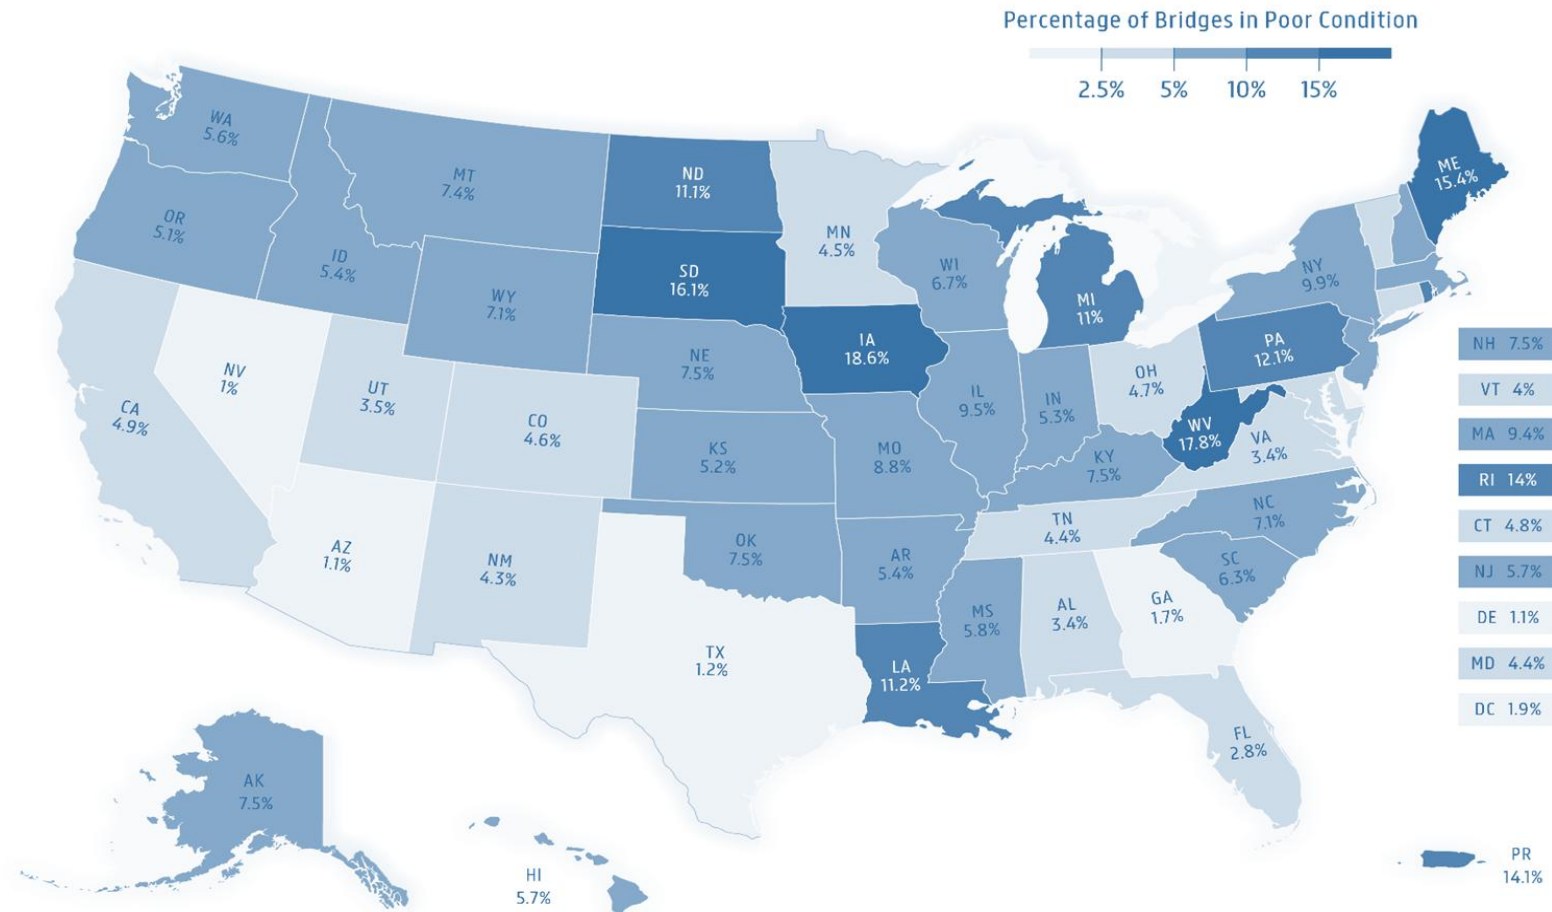 Percentage of Bridges in Poor Condition
2.5% 5% 10% 15%
WA
5.6%
OR
5.1%
ID
5.4%
MT
7.4%
WY
7.1%
ND
11.1%
SD
16.1%
NE
7.5%
MN
4.5%
WI
6.7%
MI
11%
IA
18.6%
NY
9.9%
ME
15.4%
PA
12.1%
NV
1%
UT
3.5%
CA
4.9%
CO
4.6%
KS
5.2%
MO
8.8%
IL
9.5%
IN
5.3%
OH
4.7%
WV
17.8%
VA
3.4%
KY
7.5%
NC
7.1%
TN
4.4%
SC
6.3%
AZ
1.1%
NM
4.3%
OK
7.5%
AR
5.4%
MS
5.8%
AL
3.4%
GA
1.7%
TX
1.2%
LA
11.2%
FL
2.8%
AK
7.5%
HI
5.7%
NH 7.5%
VT 4%
MA 9.4%
RI 14%
CT 4.8%
NJ 5.7%
DE 1.1%
MD 4.4%
DC 1.9%
PR
14.1%